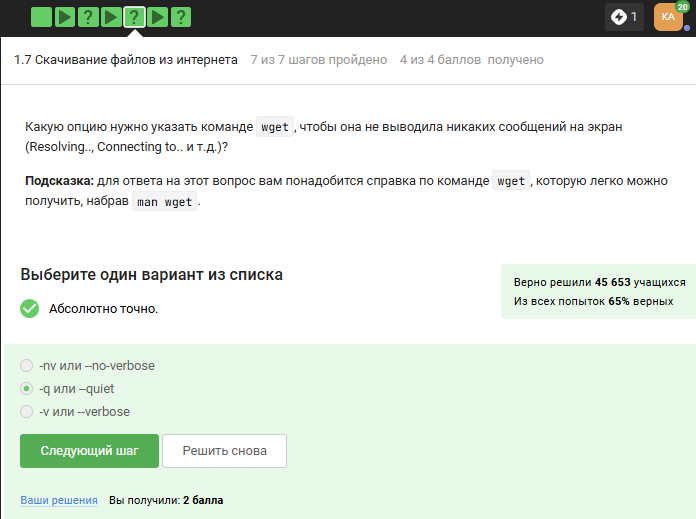 ? ? ? 1 КА 20
1.7 Скачивание файлов из интернета 7 из 7 шагов пройдено 4 из 4 баллов получено
Какую опцию нужно указать команде wget, чтобы она не выводила никаких сообщений на экран
(Resolving.., Connecting to.. и т.д.)?
Подсказка: для ответа на этот вопрос вам понадобится справка по команде wget, которую легко можно
получить, набрав man wget.
Выберите один вариант из списка
Верно решили 45 653 учащихся
Из всех попыток 65% верных
Абсолютно точно.
-nv или --no-verbose
-q или --quiet
-v или --verbose
Следующий шаг Решить снова
Ваши решения Вы получили: 2 балла